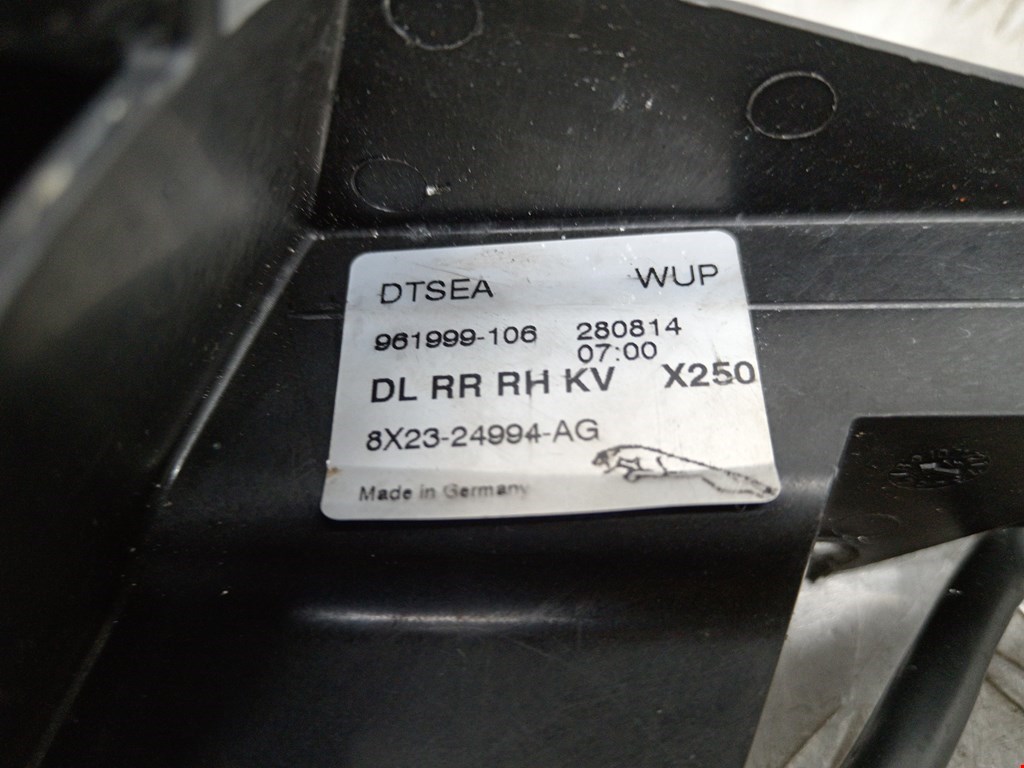 DTSEA WUP
961999-106 280814
07:00
DL RR RH KV X250
8X23-24994-AG
Made in Germany